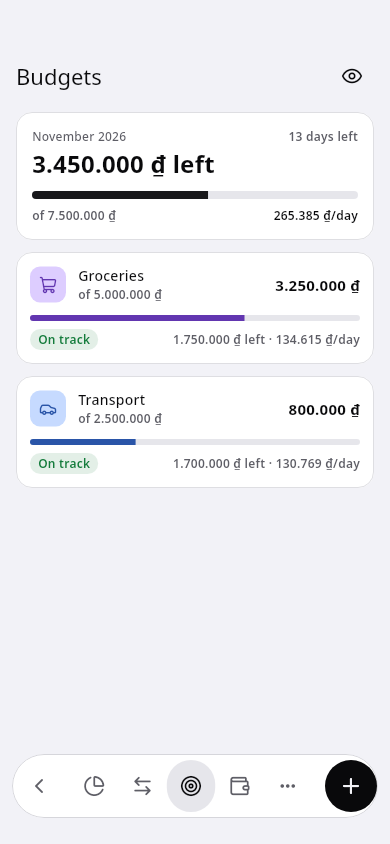 Budgets
November 2026
13 days left
3.450.000 ₫ left
of 7.500.000 ₫
265.385 ₫/day
Groceries
of 5.000.000 ₫
3.250.000 ₫
On track
1.750.000 ₫ left · 134.615 ₫/day
Transport
of 2.500.000 ₫
800.000 ₫
On track
1.700.000 ₫ left · 130.769 ₫/day